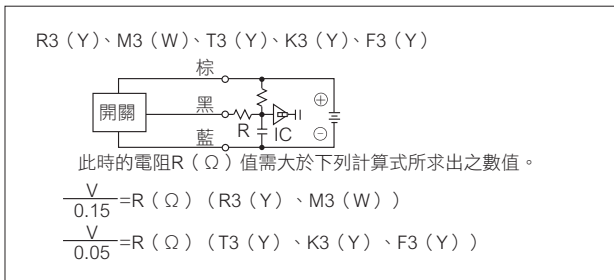 R3（Y）、M3（W）、T3（Y）、K3（Y）、F3（Y）
棕
開關
黑
⊕
R
IC
⊖
藍
此時的電阻R（Ω）值需大於下列計算式所求出之數值。
V/0.15=R（Ω）（R3（Y）、M3（W））
V/0.05=R（Ω）（T3（Y）、K3（Y）、F3（Y））